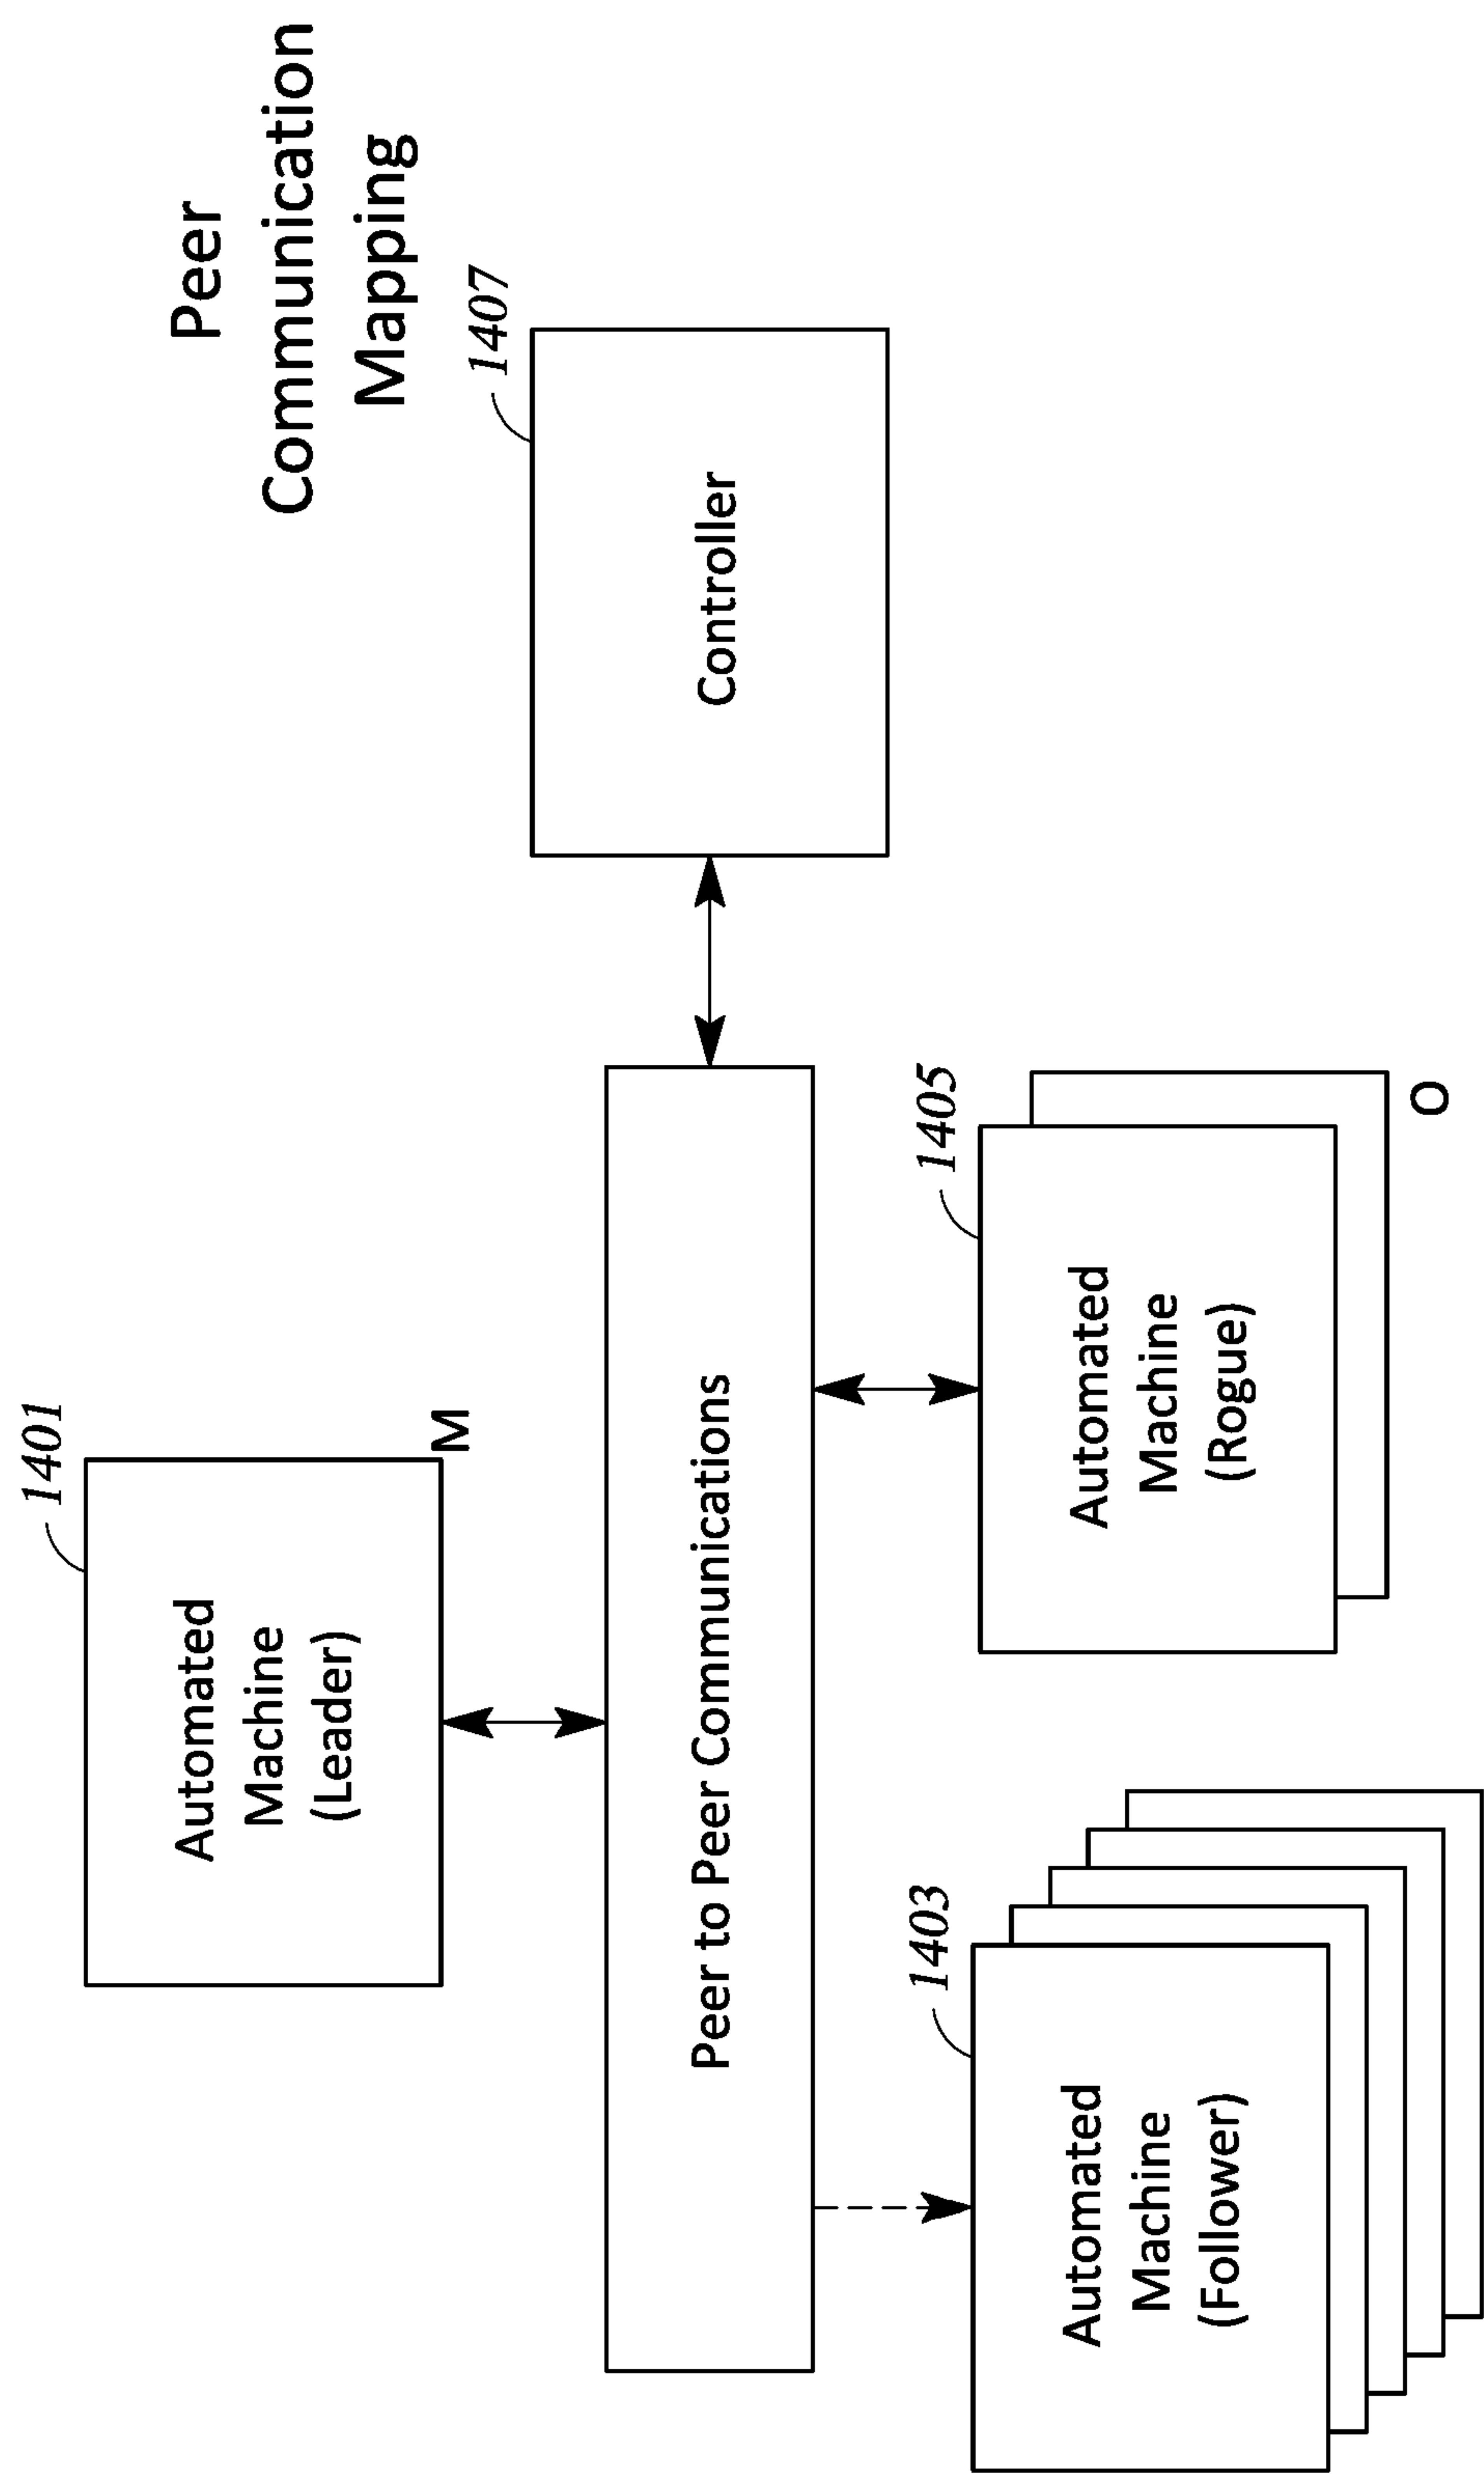 Peer
Communication
Mapping
1401
Automated
Machine
(Leader)
M
1407
Controller
Peer to Peer Communications
1403
Automated
Machine
(Follower)
1405
Automated
Machine
(Rogue)
O